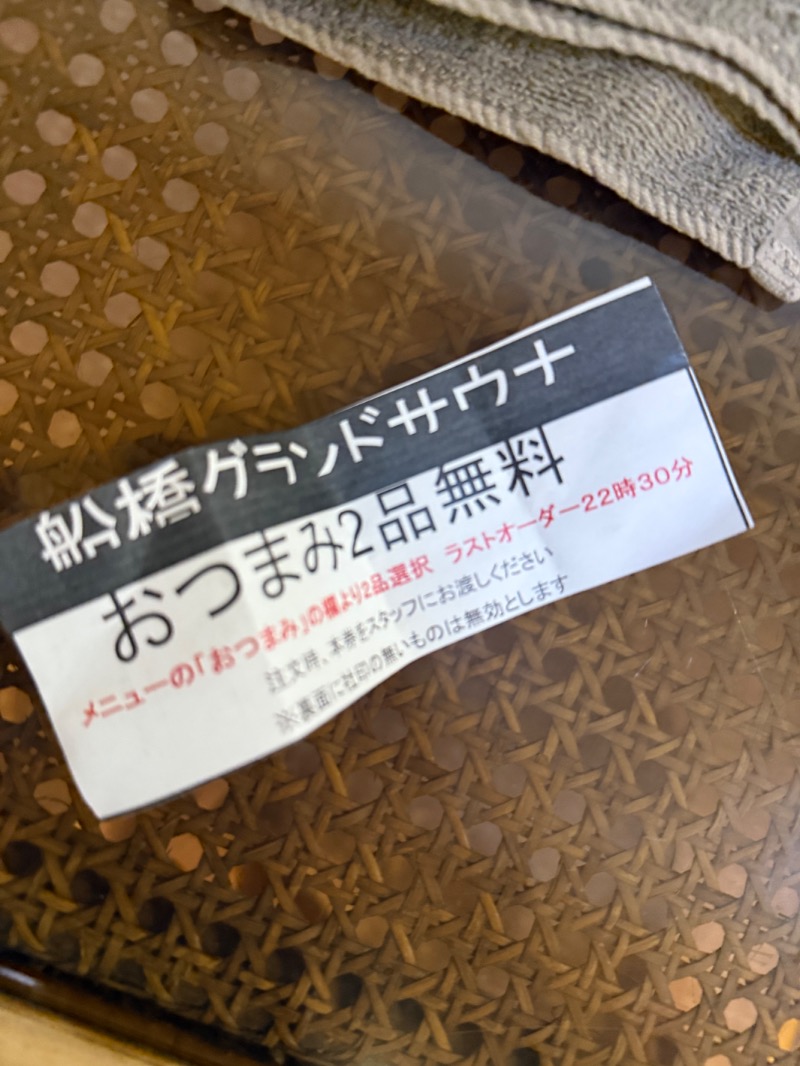 船橋グランドサウナ
おつまみ2品無料
メニューの「おつまみ」の欄より2品選択 ラストオーダー22時30分
注文時、本券をスタッフにお渡しください
※裏面に社印の無いものは無効とします